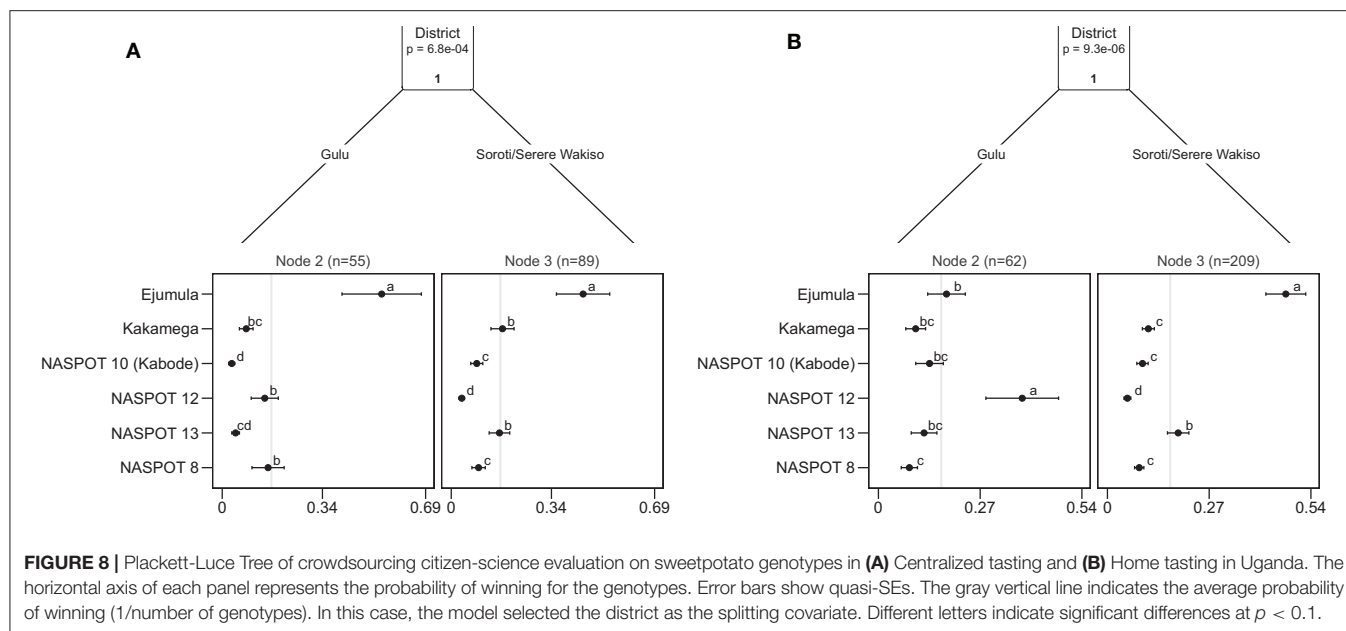 A
District
p = 6.8e-04
1
Gulu
Soroti/Serere Wakiso
Node 2 (n=55)
Node 3 (n=89)
Ejumula
Kakamega
NASPOT 10 (Kabode)
NASPOT 12
NASPOT 13
NASPOT 8
a
bc
d
b
cd
b
a
b
c
d
b
c
0
0.34
0.69
0
0.34
0.69
B
District
p = 9.3e-06
1
Gulu
Soroti/Serere Wakiso
Node 2 (n=62)
Node 3 (n=209)
Ejumula
Kakamega
NASPOT 10 (Kabode)
NASPOT 12
NASPOT 13
NASPOT 8
b
bc
bc
a
bc
c
a
c
c
d
b
c
0
0.27
0.54
0
0.27
0.54
FIGURE 8 | Plackett-Luce Tree of crowdsourcing citizen-science evaluation on sweetpotato genotypes in (A) Centralized tasting and (B) Home tasting in Uganda. The
horizontal axis of each panel represents the probability of winning for the genotypes. Error bars show quasi-SEs. The gray vertical line indicates the average probability
of winning (1/number of genotypes). In this case, the model selected the district as the splitting covariate. Different letters indicate significant differences at p < 0.1.